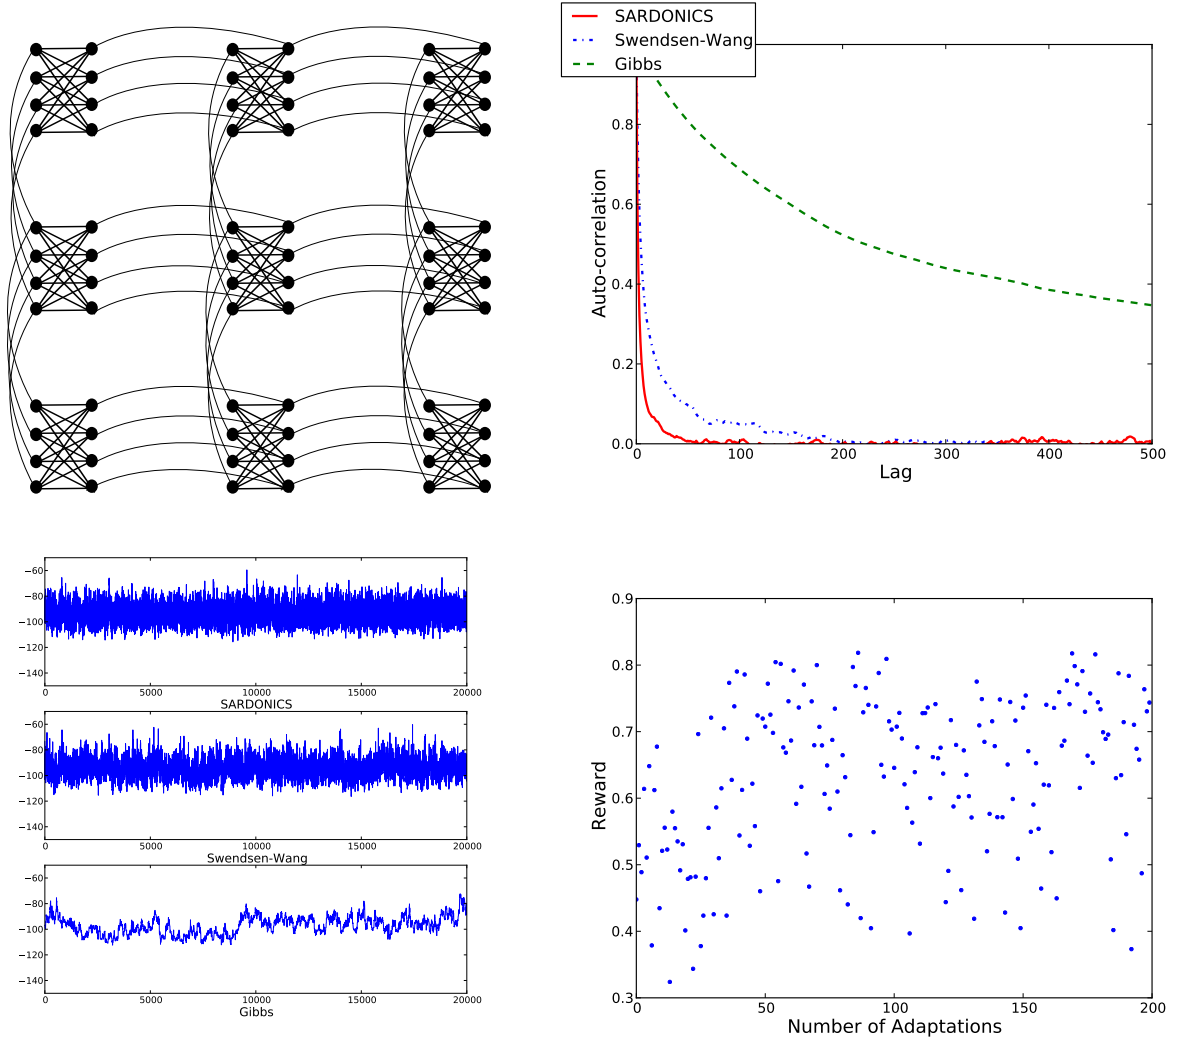 SARDONICS
Swendsen-Wang
Gibbs
0.8
0.6
0.4
0.2
0.0
Auto-correlation
0 100 200 300 400 500
Lag
−60
−80
−100
−120
−140
0 5000 10000 15000 20000
SARDONICS
−60
−80
−100
−120
−140
0 5000 10000 15000 20000
Swendsen-Wang
−60
−80
−100
−120
−140
0 5000 10000 15000 20000
Gibbs
0.9
0.8
0.7
0.6
0.5
0.4
0.3
Reward
0 50 100 150 200
Number of Adaptations